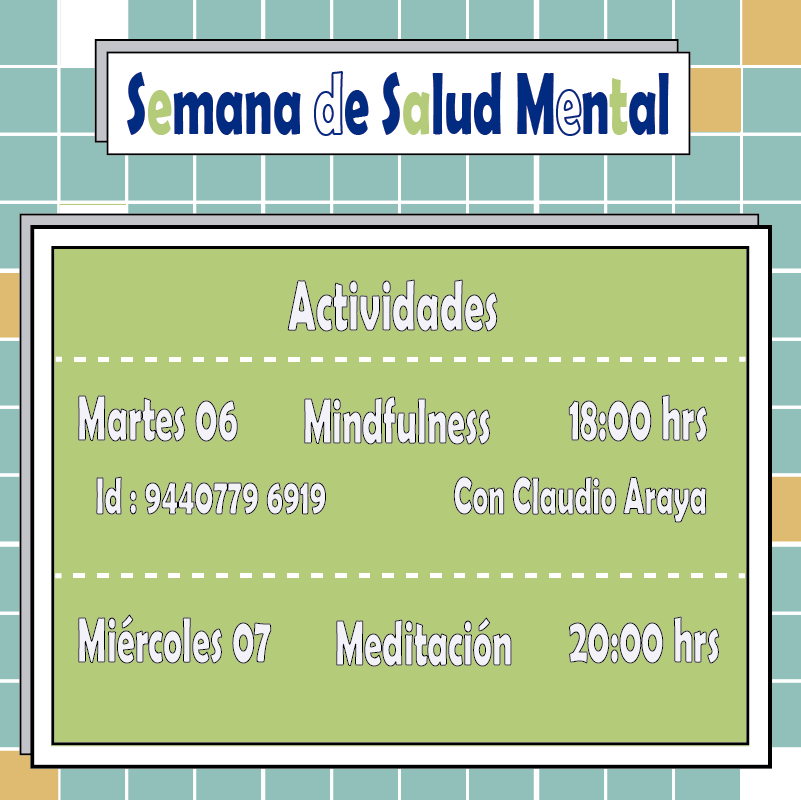 Semana de Salud Mental
Actividades
Martes 06 Mindfulness 18:00 hrs
Id : 9440779 6919 Con Claudio Araya
Miércoles 07 Meditación 20:00 hrs